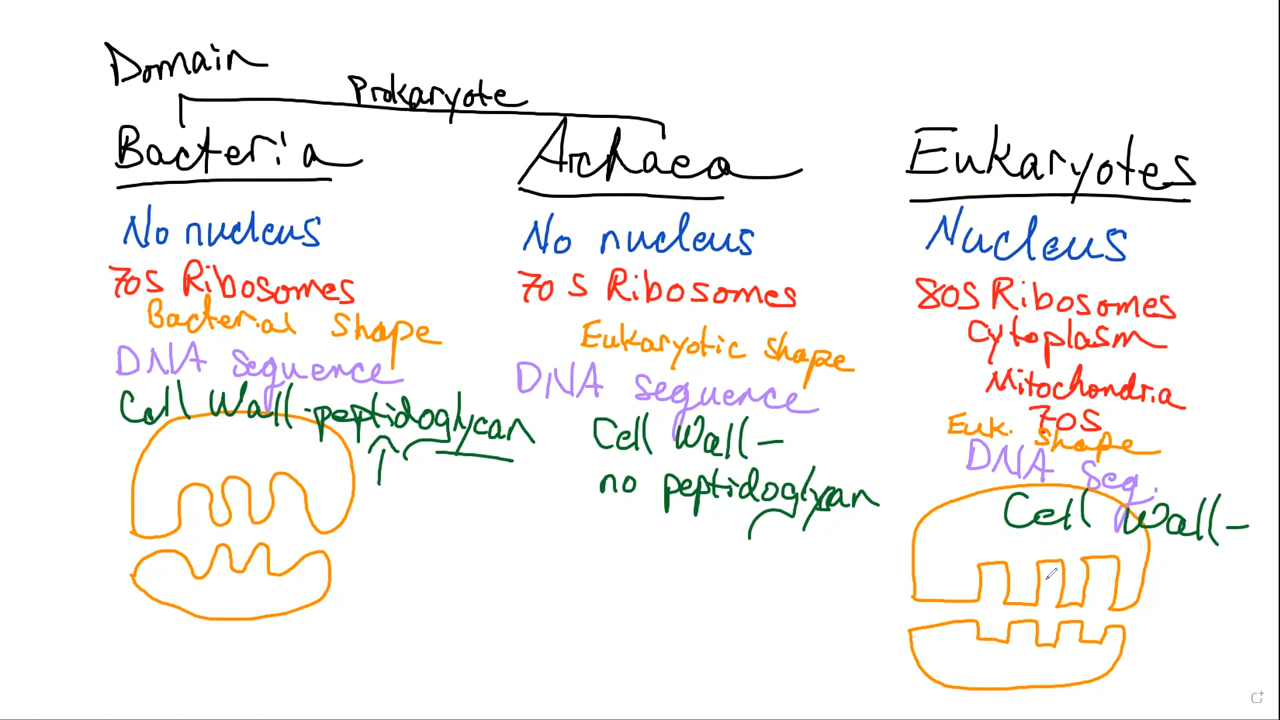 Domain
Prokaryote
Bacteria
No nucleus
70s Ribosomes
Bacterial shape
DNA sequence
Cell Wall - peptidoglycan
Archaea
No nucleus
70s Ribosomes
Eukaryotic shape
DNA sequence
Cell Wall -
no peptidoglycan
Eukaryotes
Nucleus
80s Ribosomes
Cytoplasm
Mitochondria
70s
Euk. shape
DNA seq.
Cell Wall -